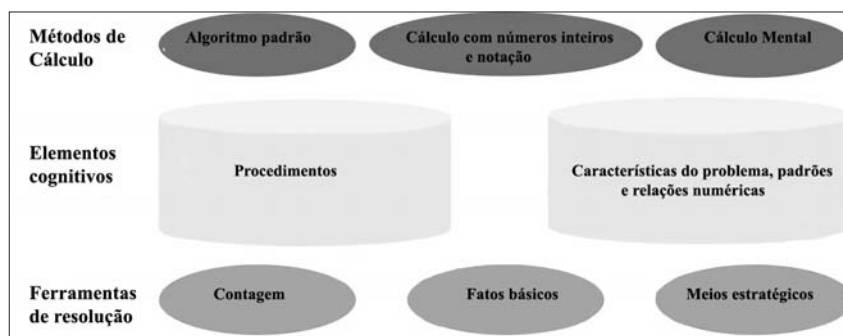 Métodos de
Cálculo
Algoritmo padrão
Cálculo com números inteiros
e notação
Cálculo Mental
Elementos
cognitivos
Procedimentos
Características do problema, padrões
e relações numéricas
Ferramentas
de resolução
Contagem
Fatos básicos
Meios estratégicos